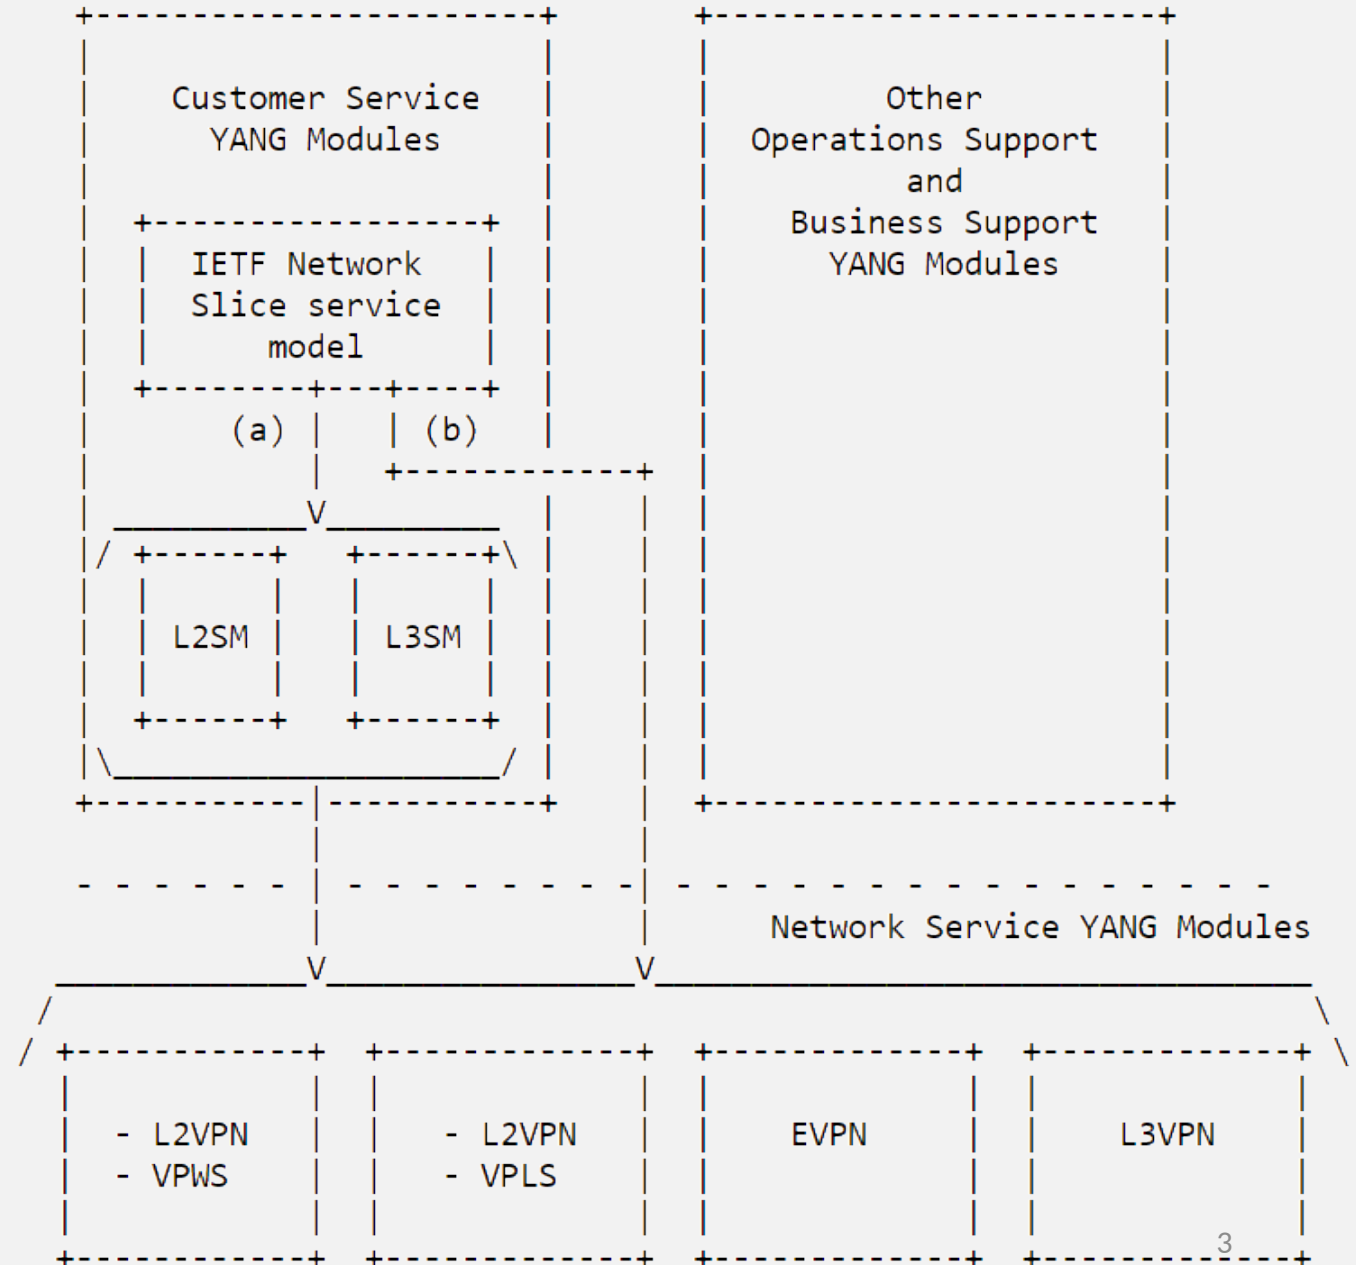 Customer Service
YANG Modules
IETF Network
Slice service
model
(a)
(b)
L2SM
L3SM
Other
Operations Support
and
Business Support
YANG Modules
Network Service YANG Modules
- L2VPN
- VPWS
- L2VPN
- VPLS
EVPN
L3VPN
3